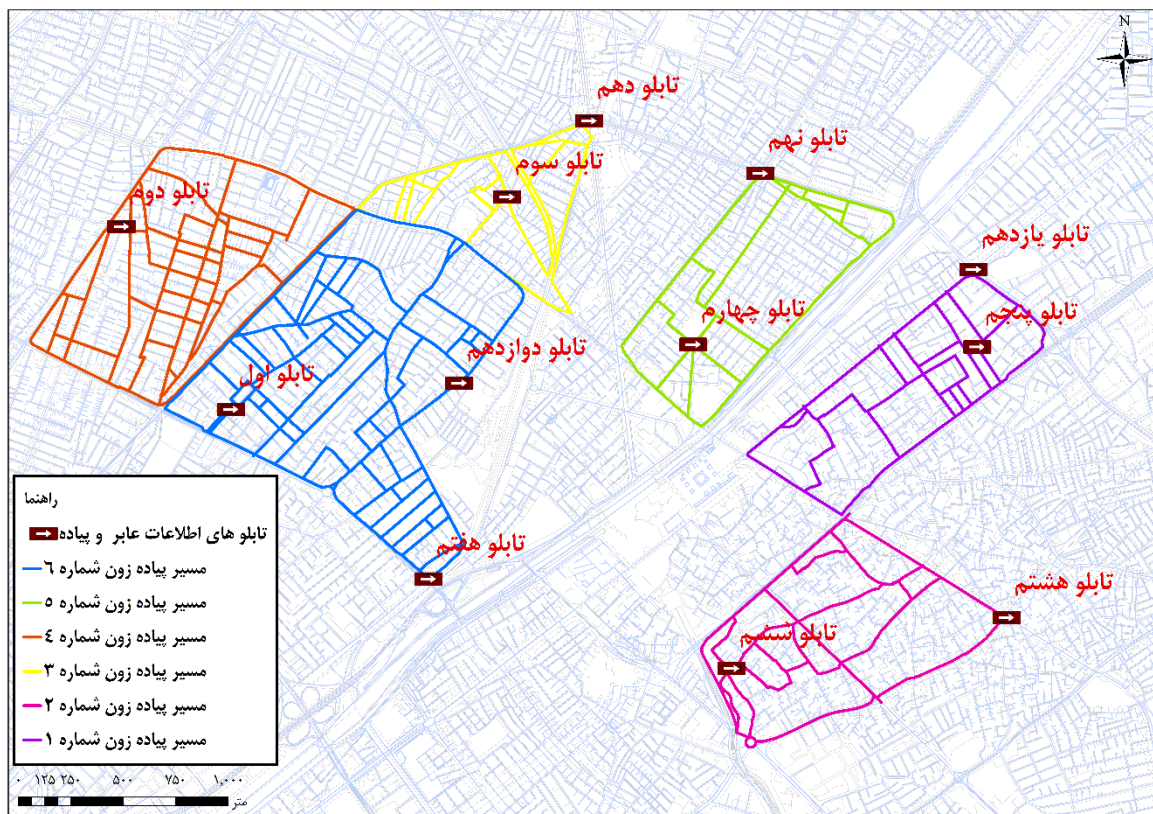 N
تابلو دهم
تابلو نهم
تابلو سوم
تابلو دوم
تابلو یازدهم
تابلو پنجم
تابلو چهارم
تابلو دوازدهم
تابلو اول
تابلو هفتم
تابلو هشتم
تابلو ششم
راهنما
تابلو های اطلاعات عابر و پیاده
مسیر پیاده زون شماره ٦
مسیر پیاده زون شماره ٥
مسیر پیاده زون شماره ٤
مسیر پیاده زون شماره ۳
مسیر پیاده زون شماره ۲
مسیر پیاده زون شماره ۱
۰ ۱۲۵ ۲۵۰ ۵۰۰ ۷۵۰ ۱,۰۰۰
متر